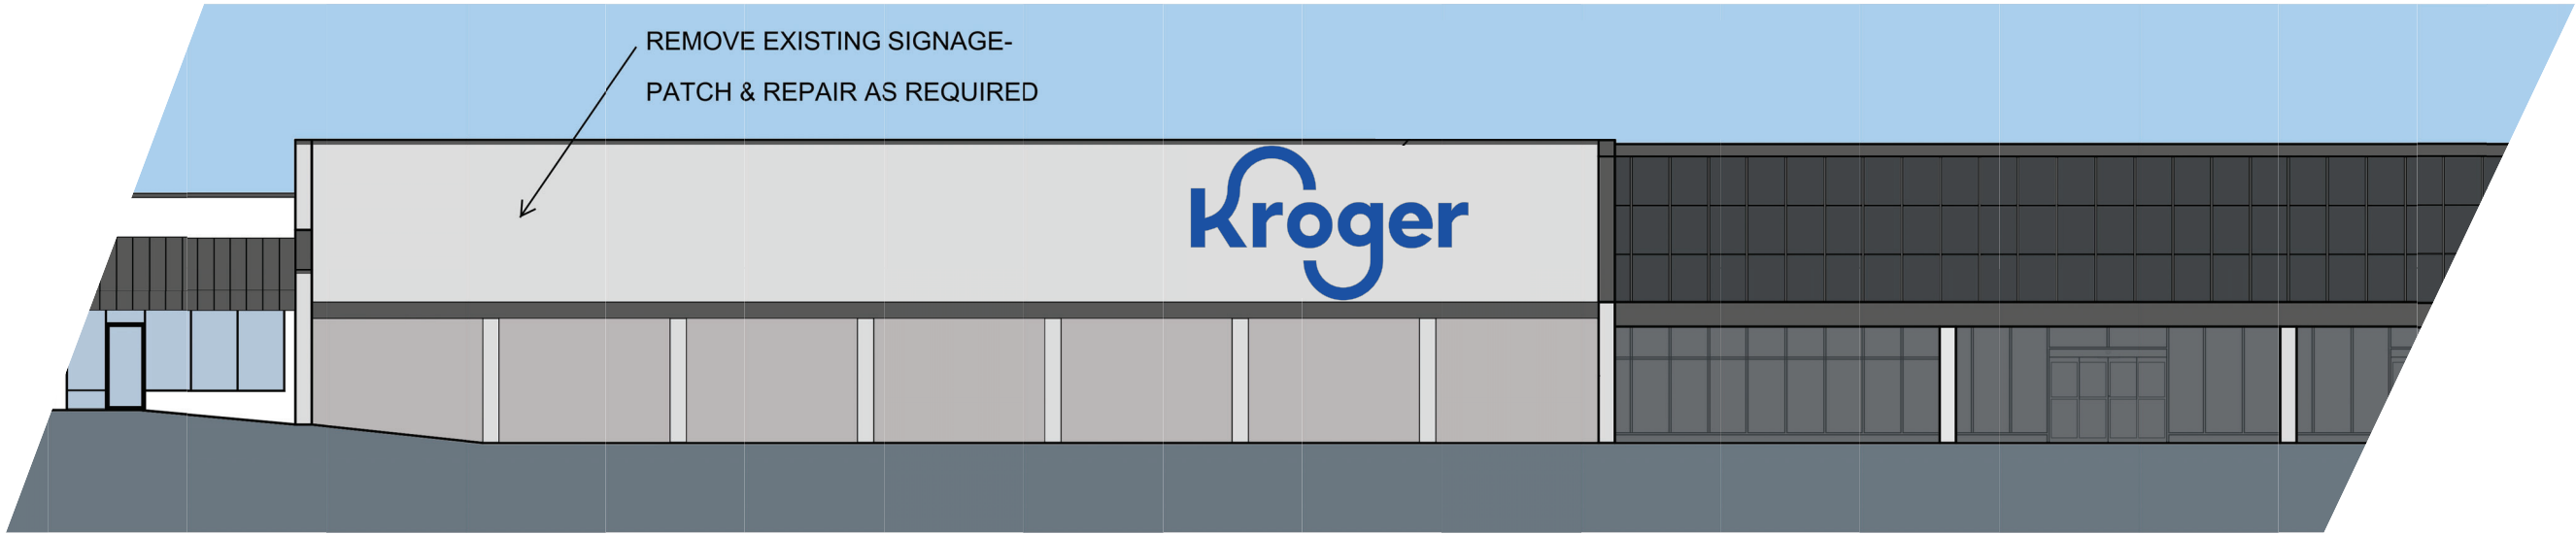 REMOVE EXISTING SIGNAGE-
PATCH & REPAIR AS REQUIRED
Kroger